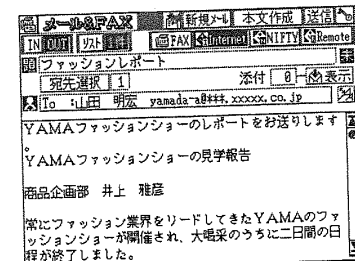 メール&FAX 新規メール 本文作成 送信
IN OUT リスト 1件 FAX Internet NIFTY Remote
題 ファッションレポート
宛先選択 1 添付 0 表示
To :山田 明宏 yamada-a@***.xxxxx.co.jp
YAMAファッションショーのレポートをお送りします
。
YAMAファッションショーの見学報告
商品企画部 井上 雅彦
常にファッション業界をリードしてきたYAMAのファ
ッションショーが開催され、大喝采のうちに二日間の日
程が終了しました。